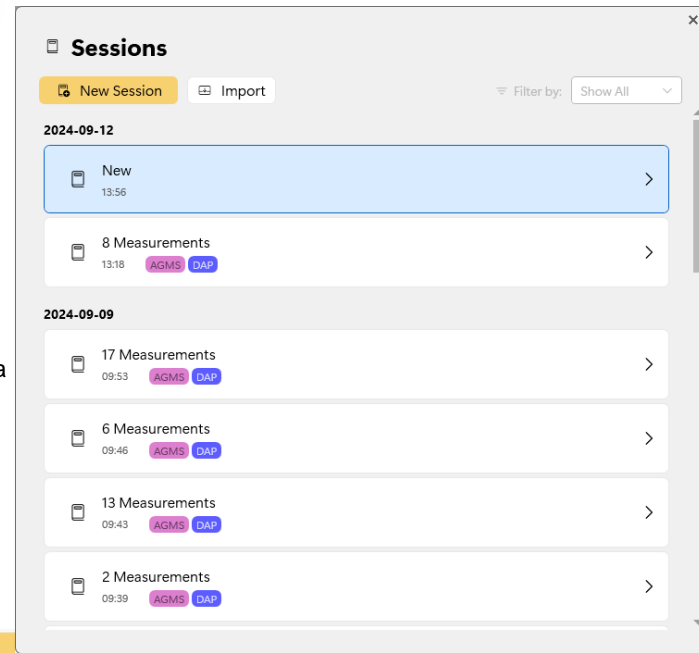 Sessions
New Session Import Filter by: Show All
2024-09-12
New
13:56
8 Measurements
13:18 AGMS DAP
2024-09-09
17 Measurements
a
09:53 AGMS DAP
6 Measurements
09:46 AGMS DAP
13 Measurements
09:43 AGMS DAP
2 Measurements
09:39 AGMS DAP